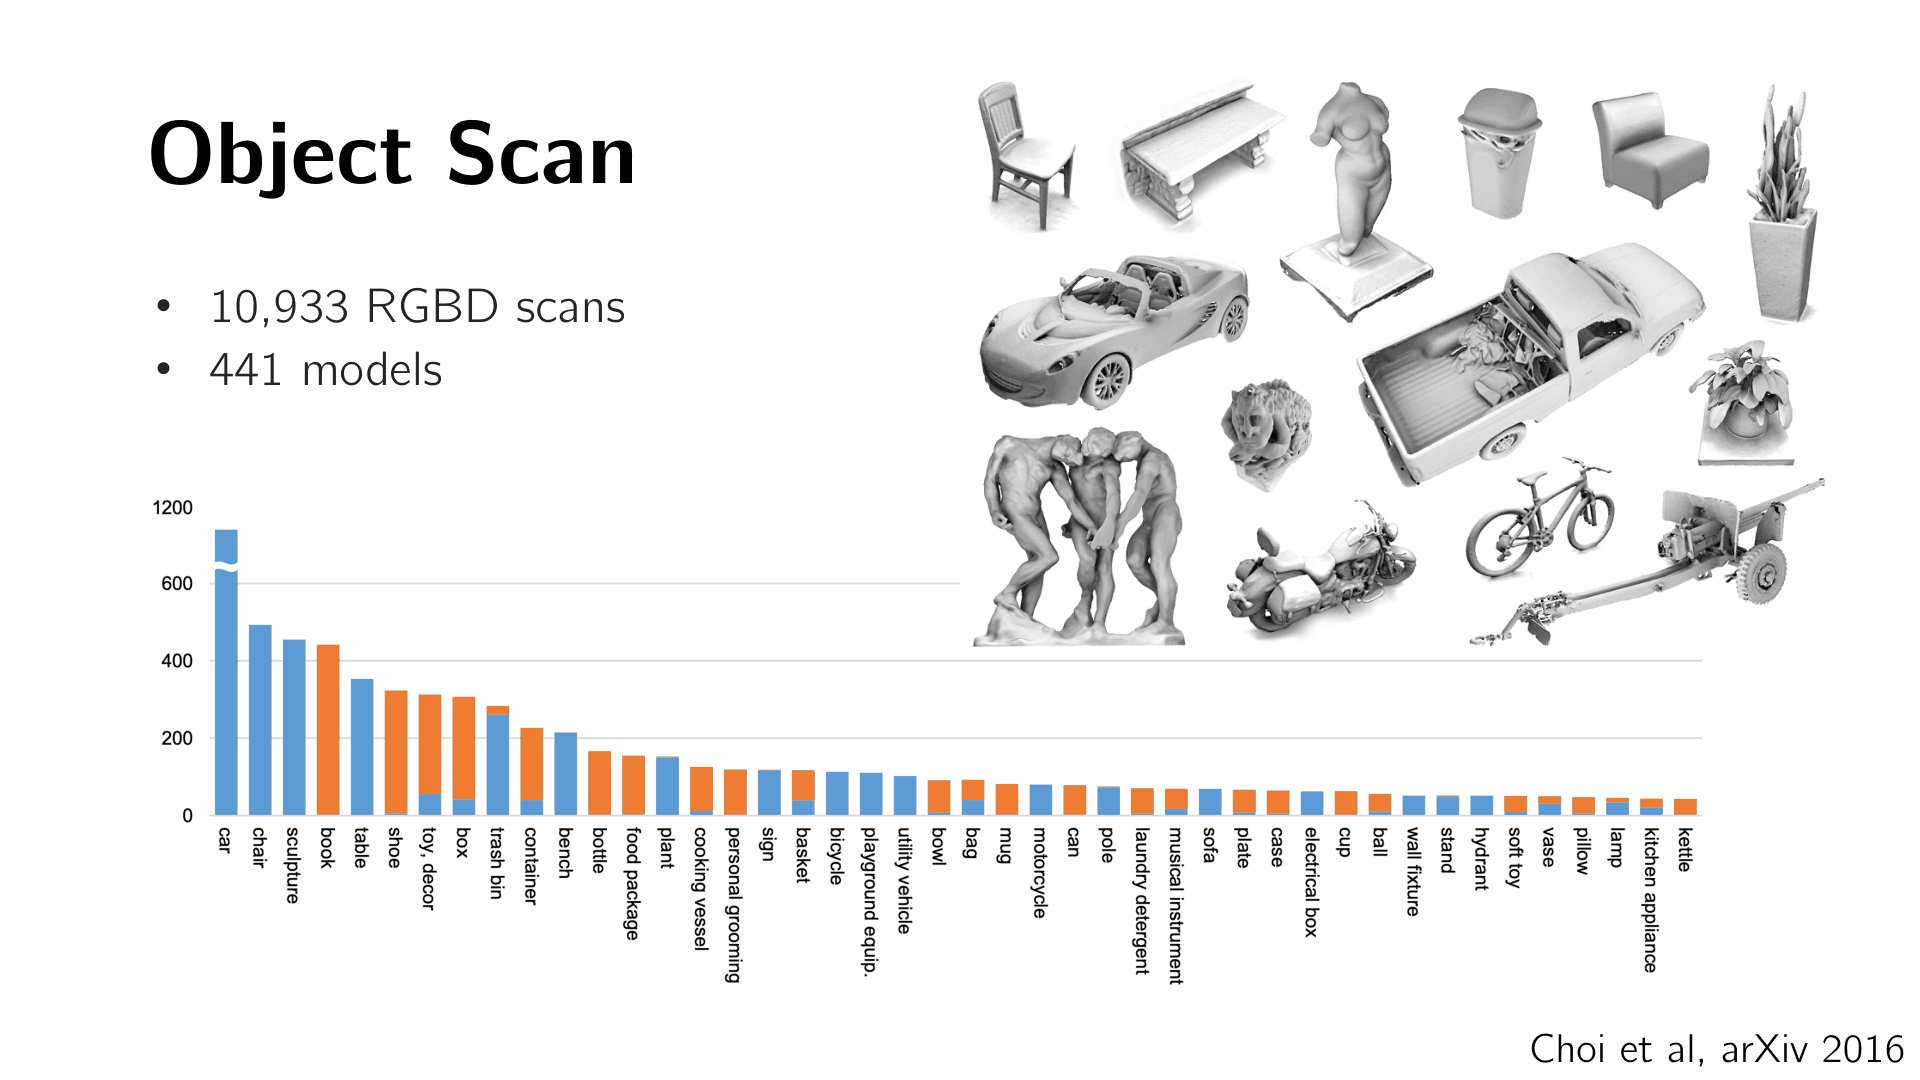 Object Scan
• 10,933 RGBD scans
• 441 models
1200
600
400
200
0
car
chair
sculpture
book
table
shoe
toy, decor
box
trash bin
container
bench
bottle
food package
plant
cooking vessel
personal grooming
sign
basket
bicycle
playground equip.
utility vehicle
bowl
bag
mug
motorcycle
can
pole
laundry detergent
musical instrument
sofa
plate
case
electrical box
cup
ball
wall fixture
stand
hydrant
soft toy
vase
pillow
lamp
kitchen appliance
kettle
Choi et al, arXiv 2016